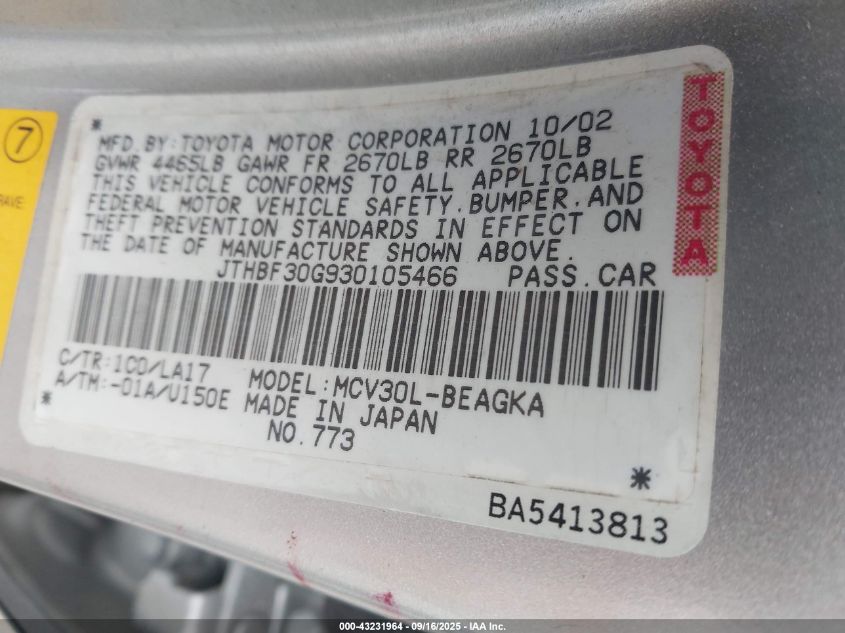 7
RAVE
MFD. BY: TOYOTA MOTOR CORPORATION 10/02
GVWR 4465LB GAWR FR 2670LB RR 2670LB
THIS VEHICLE CONFORMS TO ALL APPLICABLE
FEDERAL MOTOR VEHICLE SAFETY, BUMPER, AND
THEFT PREVENTION STANDARDS IN EFFECT ON
THE DATE OF MANUFACTURE SHOWN ABOVE.
JTHBF30G930105466 PASS. CAR
C/TR: 1C0/LA17 MODEL: MCV30L-BEAGKA
A/TM: -01A/U150E MADE IN JAPAN
NO. 773
BA5413813
TOYOTA
000-43231964 - 09/16/2025 - IAA Inc.